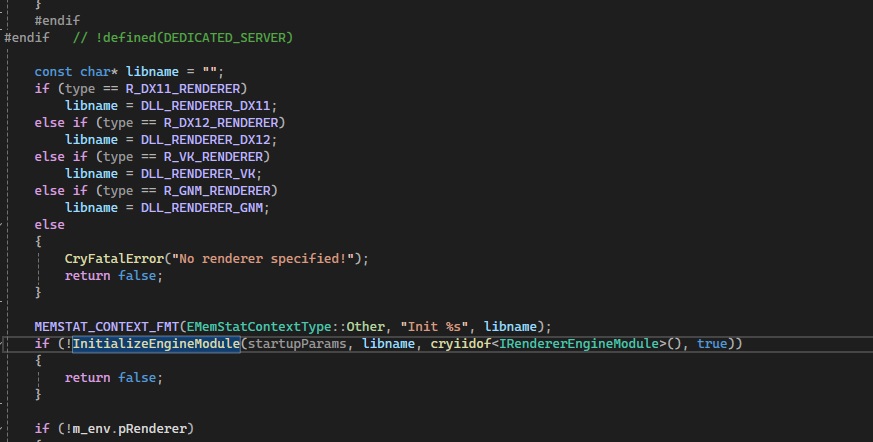 }
#endif
#endif // !defined(DEDICATED_SERVER)
const char* libname = "";
if (type == R_DX11_RENDERER)
libname = DLL_RENDERER_DX11;
else if (type == R_DX12_RENDERER)
libname = DLL_RENDERER_DX12;
else if (type == R_VK_RENDERER)
libname = DLL_RENDERER_VK;
else if (type == R_GNM_RENDERER)
libname = DLL_RENDERER_GNM;
else
{
CryFatalError("No renderer specified!");
return false;
}
MEMSTAT_CONTEXT_FMT(EMemStatContextType::Other, "Init %s", libname);
if (!InitializeEngineModule(startupParams, libname, cryiidof<IRendererEngineModule>(), true))
{
return false;
}
if (!m_env.pRenderer)